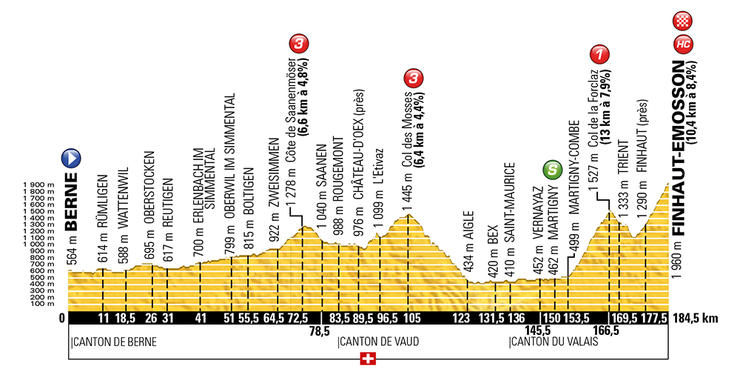 1 900 m
1 800 m
1 700 m
1 600 m
1 500 m
1 400 m
1 300 m
1 200 m
1 100 m
1 000 m
900 m
800 m
700 m
600 m
500 m
400 m
300 m
200 m
100 m
564 m BERNE
614 m RÜMLIGEN
588 m WATTENWIL
695 m OBERSTOCKEN
617 m REUTIGEN
700 m ERLENBACH IM
SIMMENTAL
799 m OBERWIL IM SIMMENTAL
815 m BOLTIGEN
922 m ZWEISIMMEN
3
1 278 m Côte de Saanenmöser
(6,6 km à 4,8%)
1 040 m SAANEN
986 m ROUGEMONT
976 m CHÂTEAU-D'OEX (près)
1 099 m L'Etivaz
3
1 445 m Col des Mosses
(6,4 km à 4,4%)
434 m AIGLE
420 m BEX
410 m SAINT-MAURICE
452 m VERNAYAZ
S
462 m MARTIGNY
499 m MARTIGNY-COMBE
1
1 527 m Col de la Forclaz
(13 km à 7,9%)
1 333 m TRIENT
1 290 m FINHAUT (près)
HC
1 960 m FINHAUT-EMOSSON
(10,4 km à 8,4%)
0 11 18,5 26 31 41 51,5 55,5 64,5 72,5 83,5 89,5 96,5 105 123 131,5 136 150 153,5 169,5 177,5 184,5 km
78,5 145,5 166,5
CANTON DE BERNE CANTON DE VAUD CANTON DU VALAIS